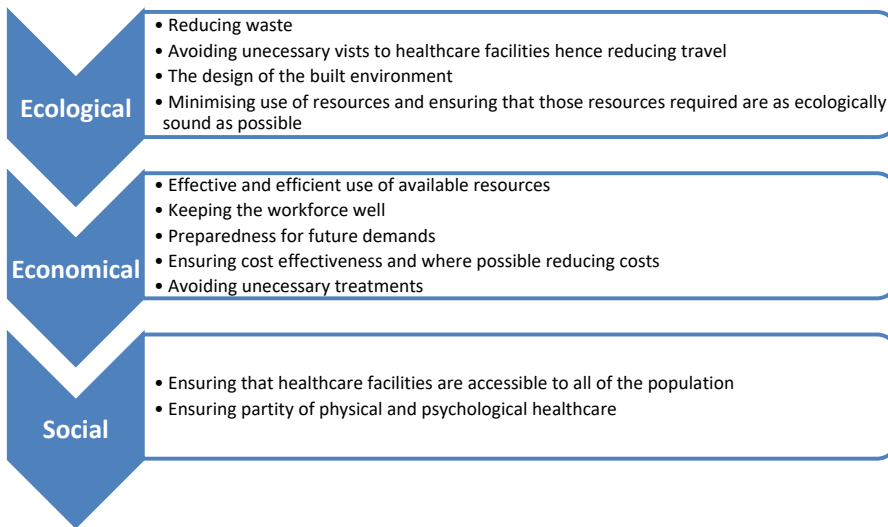 Ecological
• Reducing waste
• Avoiding unecessary vists to healthcare facilities hence reducing travel
• The design of the built environment
• Minimising use of resources and ensuring that those resources required are as ecologically
sound as possible
Economical
• Effective and efficient use of available resources
• Keeping the workforce well
• Preparedness for future demands
• Ensuring cost effectiveness and where possible reducing costs
• Avoiding unecessary treatments
Social
• Ensuring that healthcare facilities are accessible to all of the population
• Ensuring partity of physical and psychological healthcare